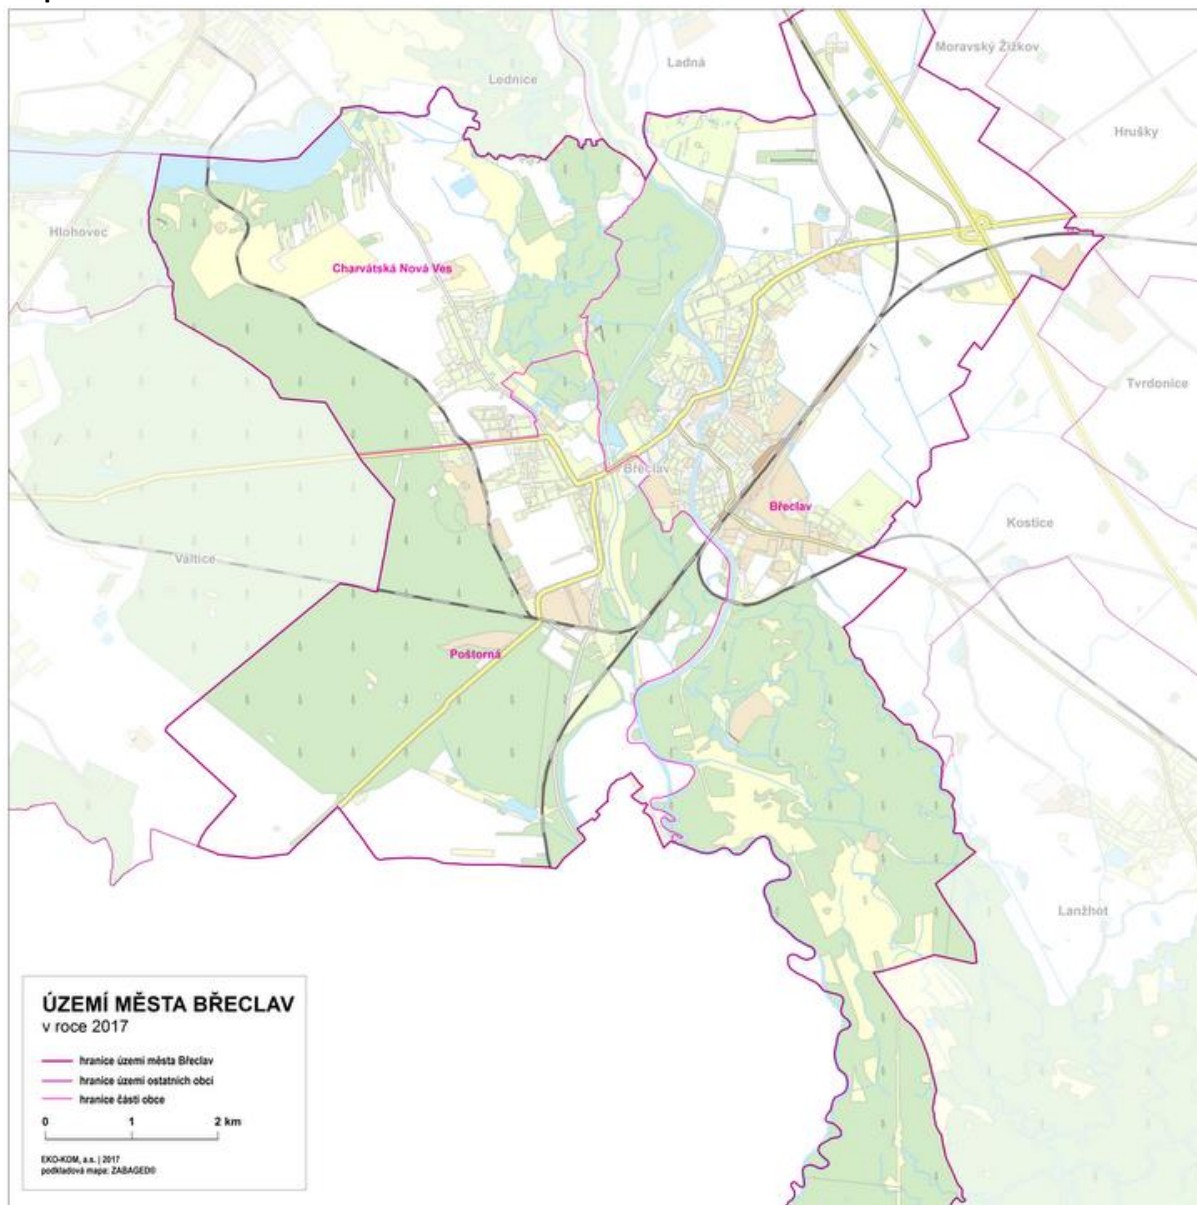 Moravský Žižkov
Ladná
Lednice
Hrušky
Hlohovec
Charvátská Nová Ves
Tvrdonice
Břeclav
Břeclav
Kostice
Valtice
Poštorná
Lanžhot
ÚZEMÍ MĚSTA BŘECLAV
v roce 2017
hranice území města Břeclav
hranice území ostatních obcí
hranice části obce
0 1 2 km
EKO-KOM, a.s. | 2017
podkladová mapa: ZABAGED®